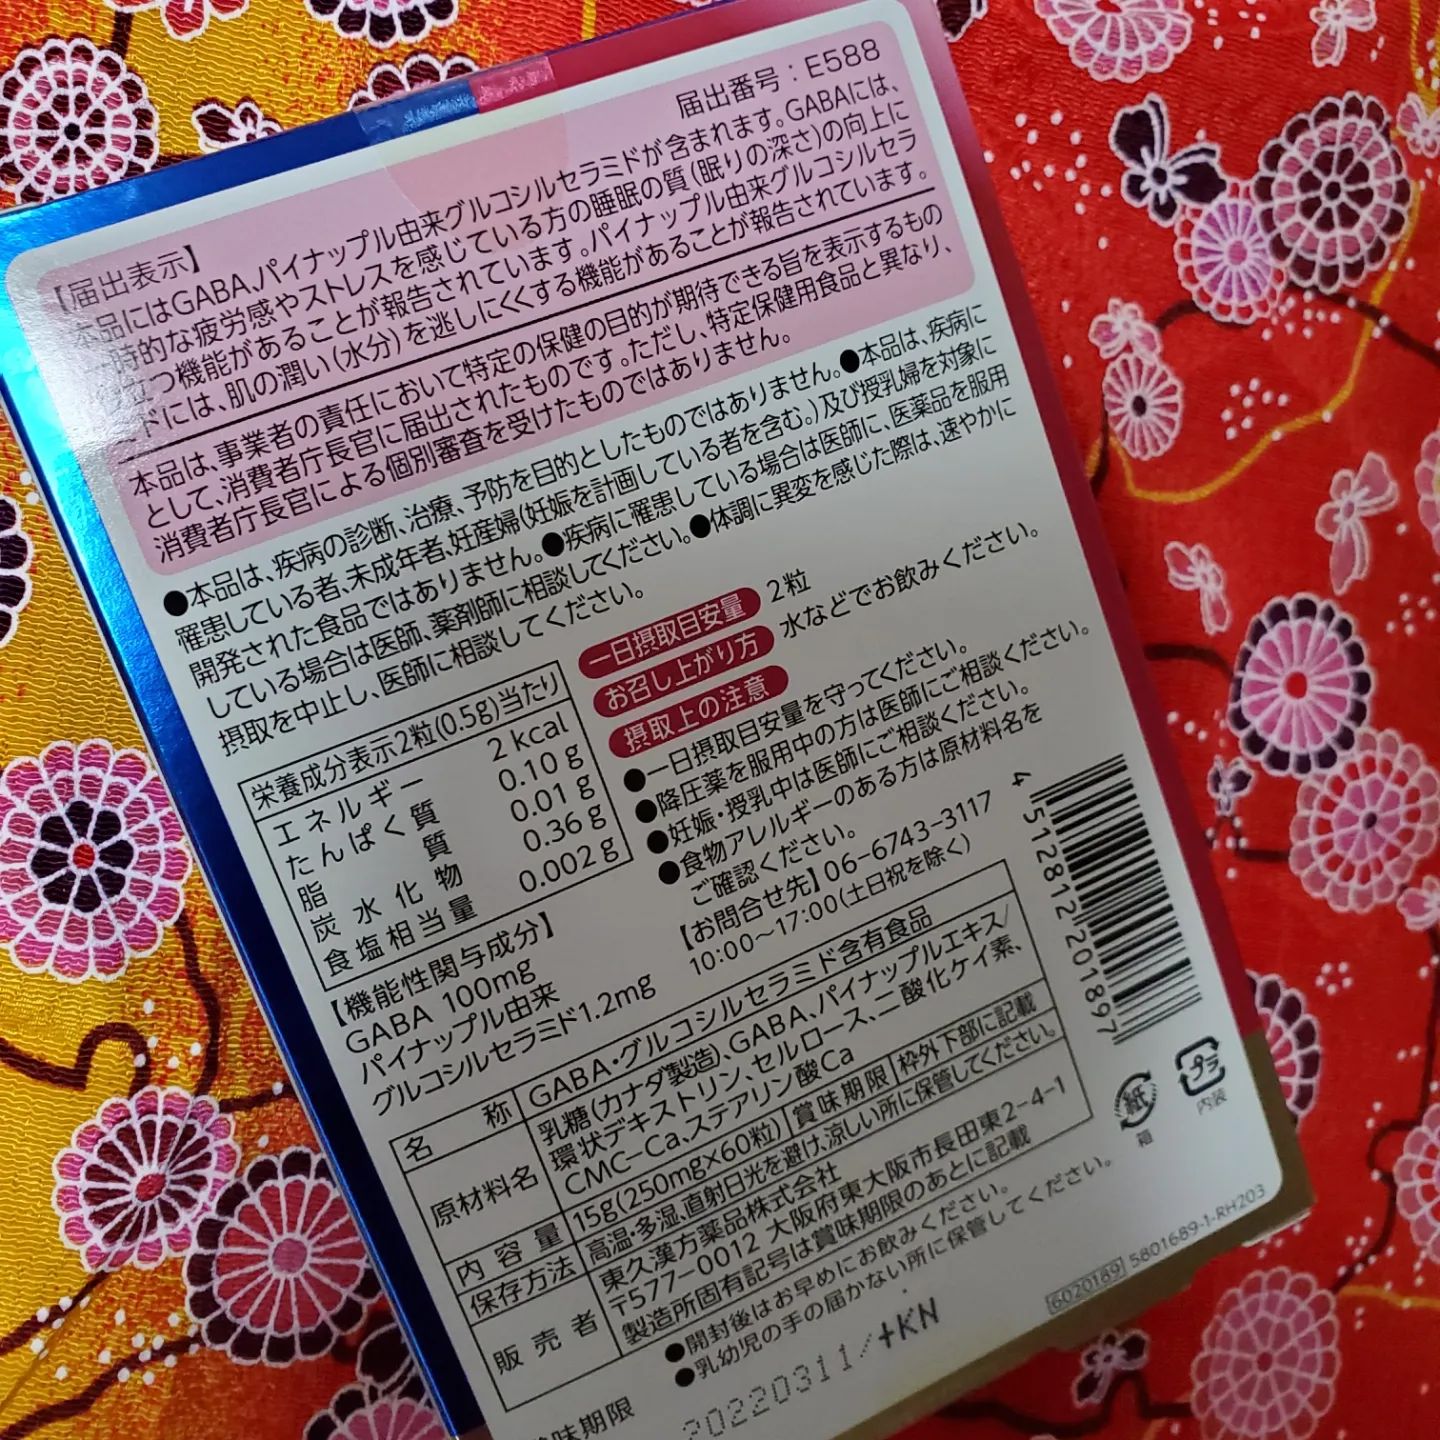 届出番号：E588
【届出表示】
本品にはGABA、パイナップル由来グルコシルセラミドが含まれます。GABAには、
一時的な疲労感やストレスを感じている方の睡眠の質(眠りの深さ)の向上に
役立つ機能があることが報告されています。パイナップル由来グルコシルセラ
ミドには、肌の潤い(水分)を逃しにくくする機能があることが報告されています。
本品は、事業者の責任において特定の保健の目的が期待できる旨を表示するもの
として、消費者庁長官に届出されたものです。ただし、特定保健用食品と異なり、
消費者庁長官による個別審査を受けたものではありません。
●本品は、疾病の診断、治療、予防を目的としたものではありません。●本品は、疾病に
罹患している者、未成年者、妊産婦(妊娠を計画している者を含む。)及び授乳婦を対象に
開発された食品ではありません。●疾病に罹患している場合は医師に、医薬品を服用
している場合は医師、薬剤師に相談してください。●体調に異変を感じた際は、速やかに
摂取を中止し、医師に相談してください。
栄養成分表示2粒(0.5g)当たり
エネルギー 2 kcal
たんぱく質 0.10 g
脂質 0.01 g
炭水化物 0.36 g
食塩相当量 0.002 g
【機能性関与成分】
GABA 100mg
パイナップル由来
グルコシルセラミド1.2mg
一日摂取目安量 2粒
お召し上がり方 水などでお飲みください。
摂取上の注意
●一日摂取目安量を守ってください。
●降圧薬を服用中の方は医師にご相談ください。
●妊娠・授乳中は医師にご相談ください。
●食物アレルギーのある方は原材料名を
ご確認ください。
【お問合せ先】06-6743-3117
10:00～17:00(土日祝を除く)
4 512812 201897
名称 GABA・グルコシルセラミド含有食品
原材料名 乳糖(カナダ製造)、GABA、パイナップルエキス/
環状デキストリン、セルロース、二酸化ケイ素、
CMC-Ca、ステアリン酸Ca
内容量 15g(250mg×60粒) 賞味期限 枠外下部に記載
保存方法 高温・多湿、直射日光を避け、涼しい所に保管してください。
販売者 東久漢方薬品株式会社
〒577-0012 大阪府東大阪市長田東2-4-1
製造所固有記号は賞味期限のあとに記載
●開封後はお早めにお飲みください。
●乳幼児の手の届かない所に保管してください。
紙
箱
プラ
内装
6020189 5801689-1-RH203
味期限 20220311/+KN